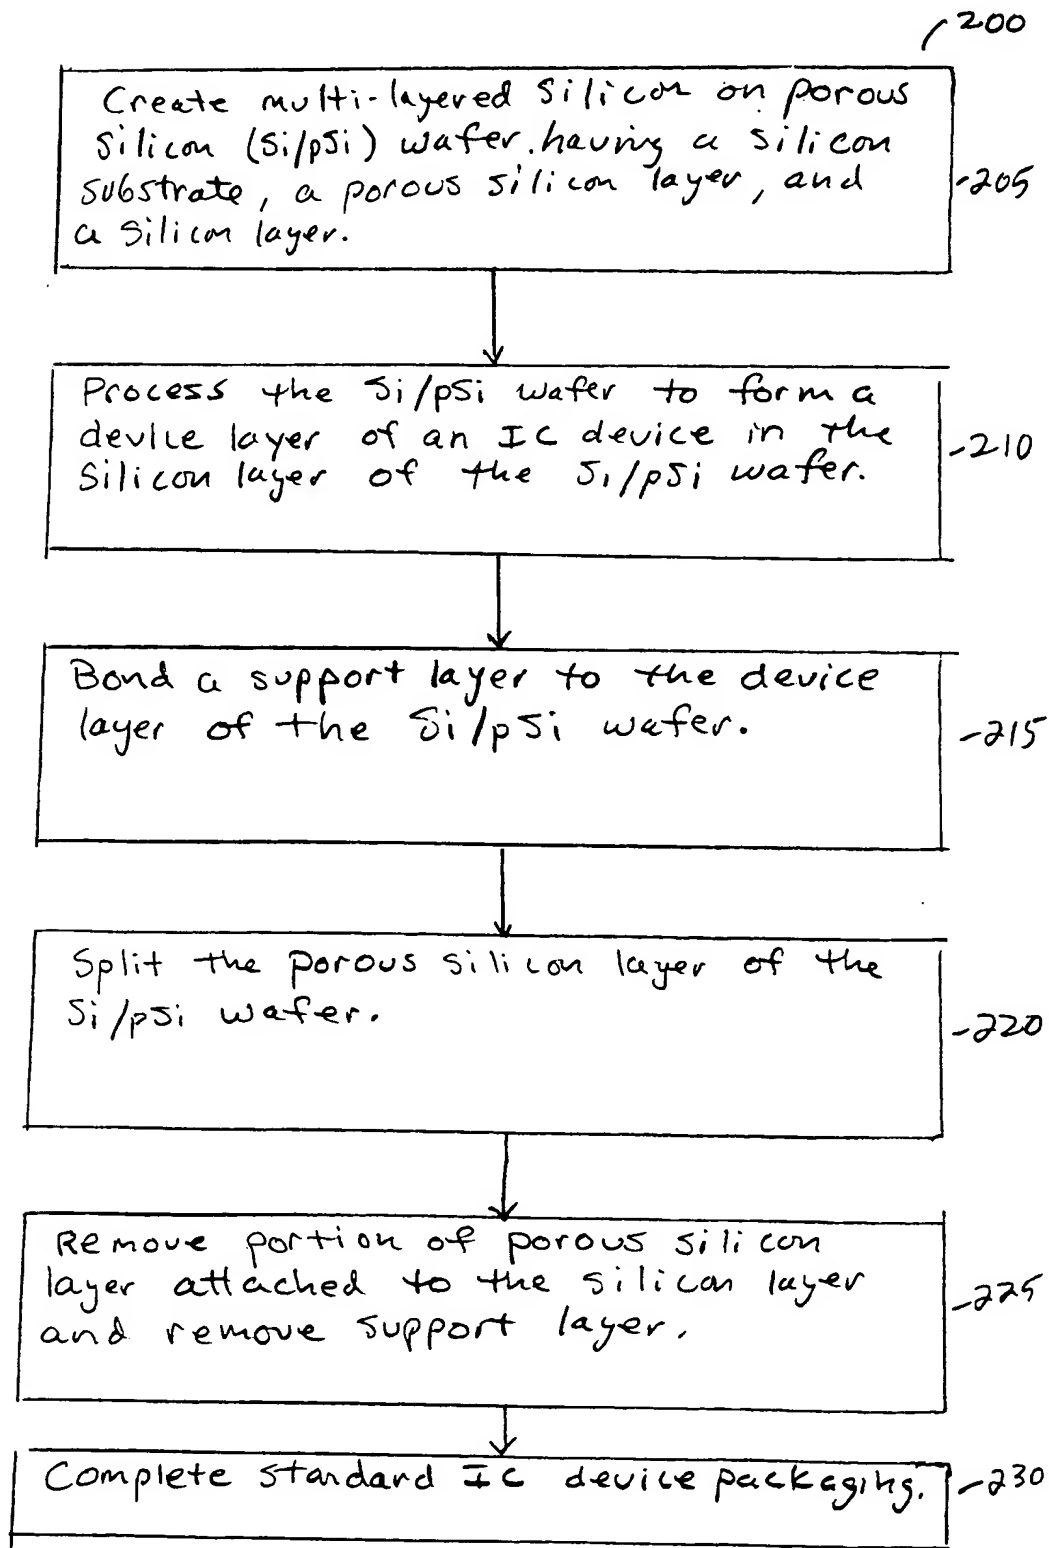 200
Create multi-layered silicon on porous
silicon (Si/pSi) wafer. having a silicon
substrate, a porous silicon layer, and
a silicon layer.
205
Process the Si/pSi wafer to form a
device layer of an IC device in the
silicon layer of the Si/pSi wafer.
210
Bond a support layer to the device
layer of the Si/pSi wafer.
215
Split the porous silicon layer of the
Si/pSi wafer.
220
Remove portion of porous silicon
layer attached to the silicon layer
and remove support layer.
225
Complete standard IC device packaging.
230